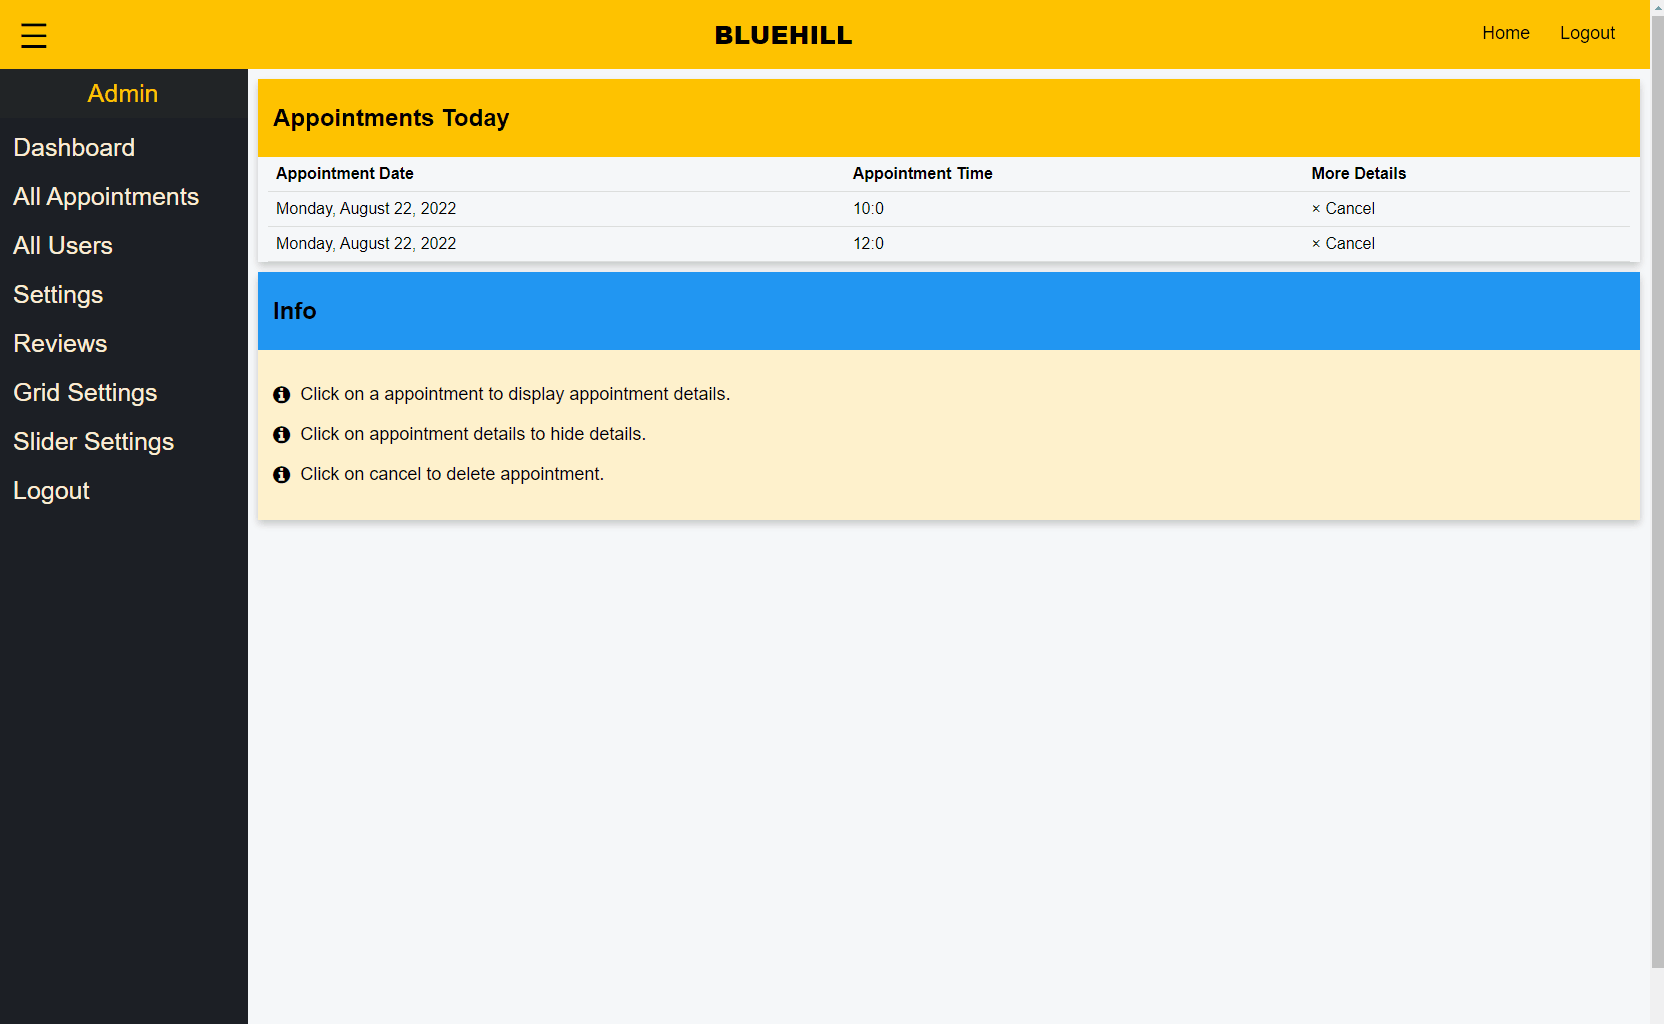 ☰ BLUEHILL Home Logout
Admin
Dashboard
All Appointments
All Users
Settings
Reviews
Grid Settings
Slider Settings
Logout
Appointments Today
Appointment Date Appointment Time More Details
Monday, August 22, 2022 10:0 × Cancel
Monday, August 22, 2022 12:0 × Cancel
Info
Click on a appointment to display appointment details.
Click on appointment details to hide details.
Click on cancel to delete appointment.